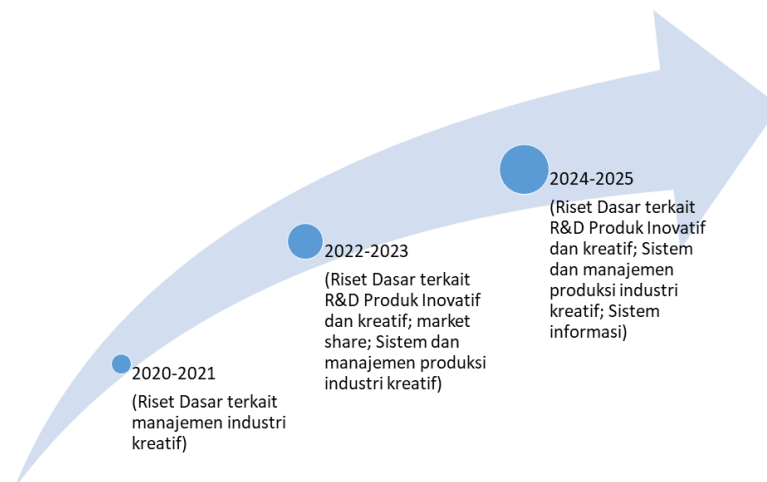 2020-2021
(Riset Dasar terkait
manajemen industri
kreatif)
2022-2023
(Riset Dasar terkait
R&D Produk Inovatif
dan kreatif; market
share; Sistem dan
manajemen produksi
industri kreatif)
2024-2025
(Riset Dasar terkait
R&D Produk Inovatif
dan kreatif; Sistem
dan manajemen
produksi industri
kreatif; Sistem
informasi)